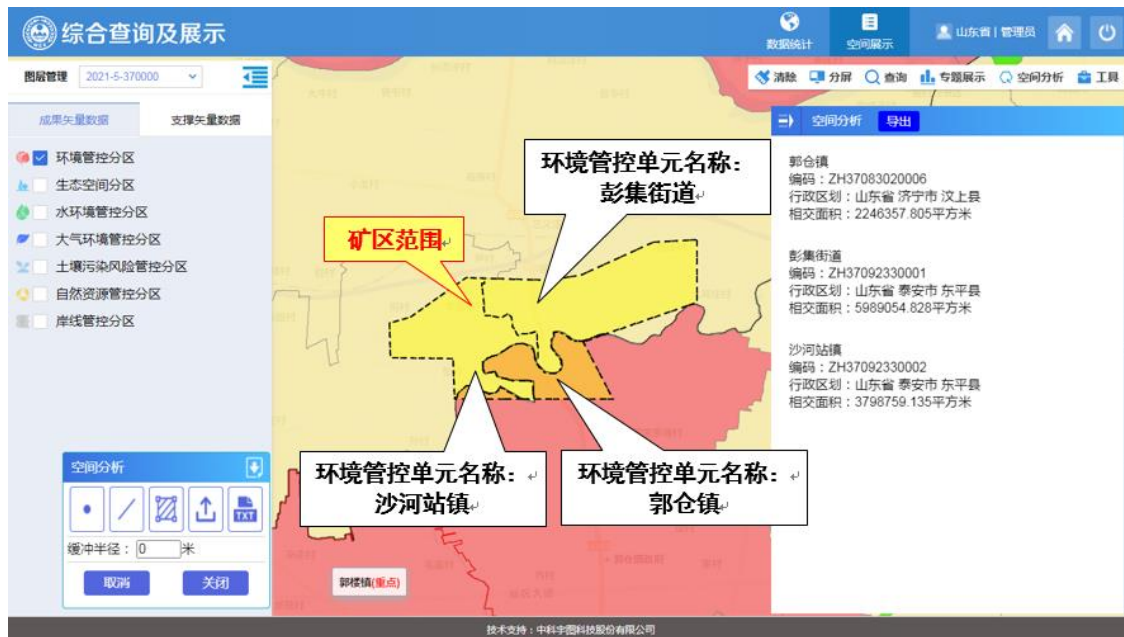 综合查询及展示
数据统计
空间展示
山东省 | 管理员
图层管理 2021-5-370000
清除 分屏 查询 专题展示 空间分析 工具
成果矢量数据 支撑矢量数据
空间分析 导出
环境管控分区
生态空间分区
水环境管控分区
大气环境管控分区
土壤污染风险管控分区
自然资源管控分区
岸线管控分区
环境管控单元名称：
彭集街道
矿区范围
郭仓镇
编码：ZH37083020006
行政区划：山东省 济宁市 汶上县
相交面积：2246357.805平方米
彭集街道
编码：ZH37092330001
行政区划：山东省 泰安市 东平县
相交面积：5989054.828平方米
沙河站镇
编码：ZH37092330002
行政区划：山东省 泰安市 东平县
相交面积：3798759.135平方米
环境管控单元名称：
沙河站镇
环境管控单元名称：
郭仓镇
空间分析
TXT
缓冲半径：0 米
取消 关闭
郭楼镇(重点)
技术支持：中科宇图科技股份有限公司